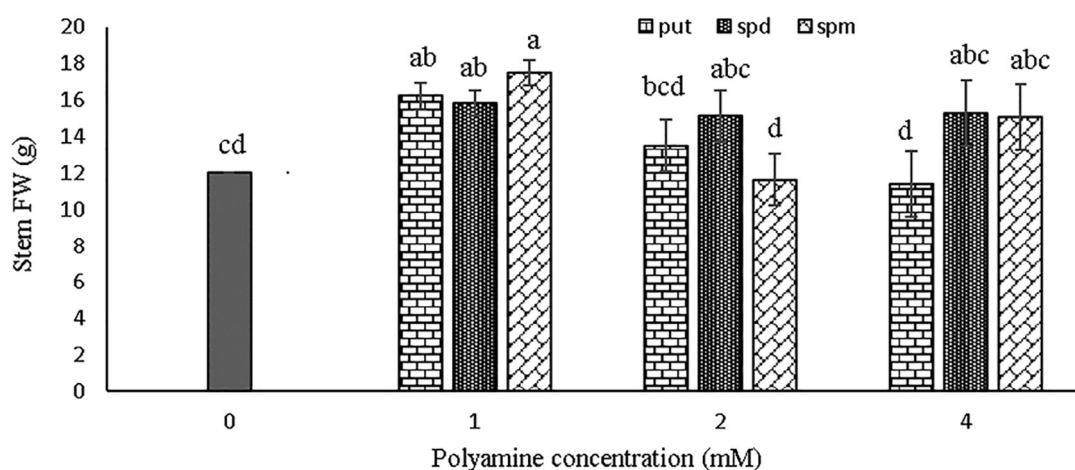 put spd spm
Stem FW (g)
20
18
16
14
12
10
8
6
4
2
0
cd
ab ab a
bcd abc d
d abc abc
0 1 2 4
Polyamine concentration (mM)